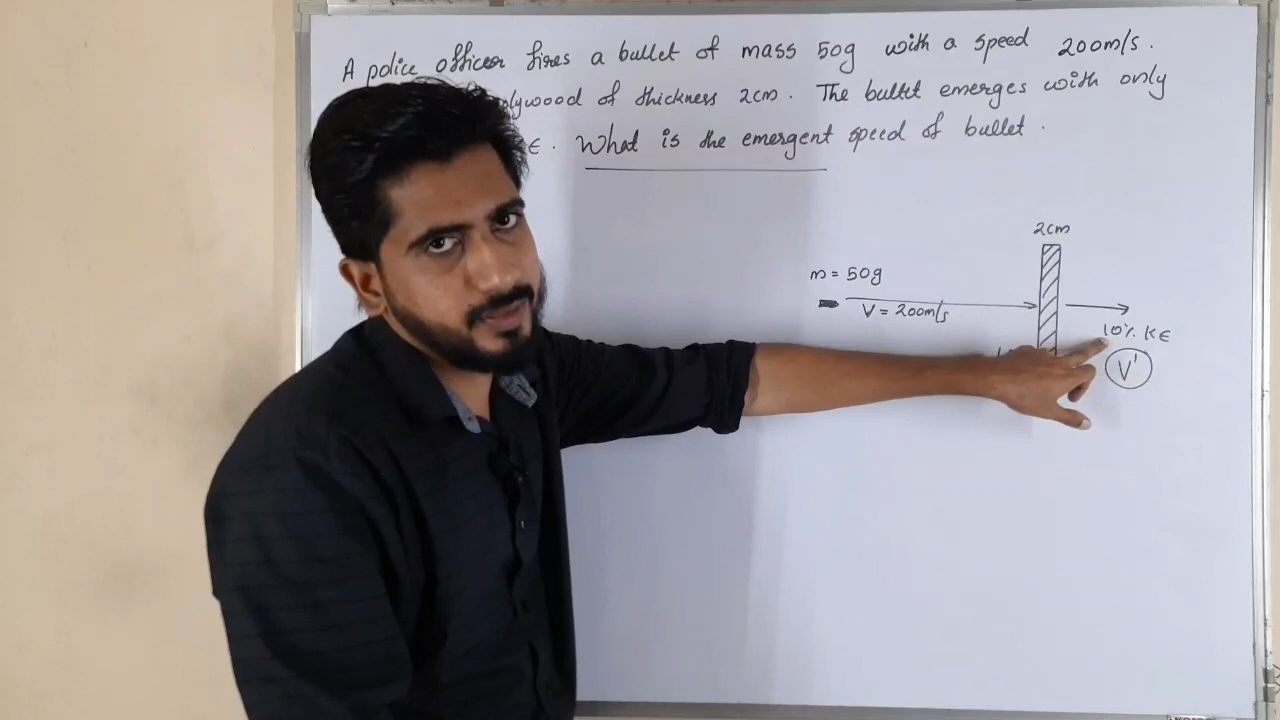 A police officer fires a bullet of mass 50g with a speed 200m/s.
plywood of thickness 2cm. The bullet emerges with only
KE. What is the emergent speed of bullet.
2cm
m = 50g
V = 200m/s
10% KE
V'